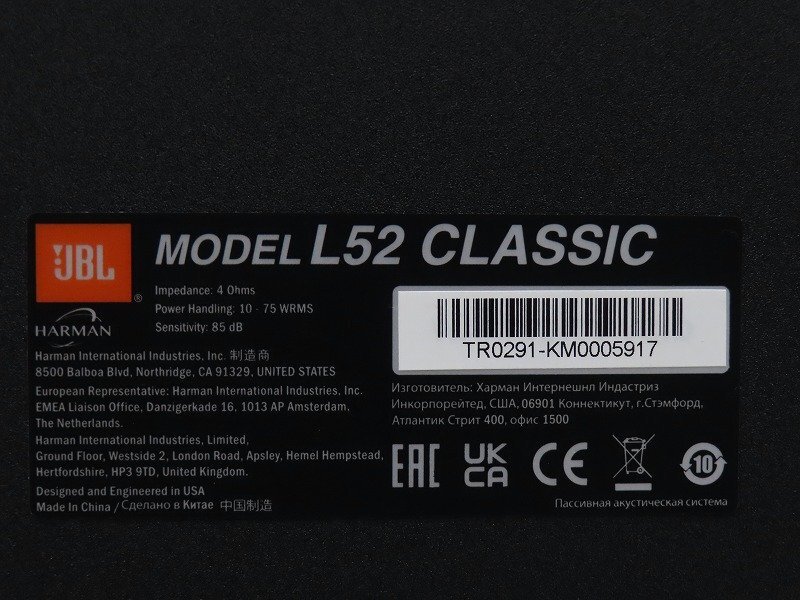 JBL
MODEL L52 CLASSIC
Impedance: 4 Ohms
Power Handling: 10 - 75 WRMS
Sensitivity: 85 dB
HARMAN
TR0291-KM0005917
Harman International Industries, Inc. 制造商
8500 Balboa Blvd, Northridge, CA 91329, UNITED STATES
European Representative: Harman International Industries, Inc.
EMEA Liaison Office, Danzigerkade 16, 1013 AP Amsterdam,
The Netherlands.
Harman International Industries, Limited,
Ground Floor, Westside 2, London Road, Apsley, Hemel Hempstead,
Hertfordshire, HP3 9TD, United Kingdom.
Designed and Engineered in USA
Made In China / Сделано в Китае 中国制造
Изготовитель: Харман Интернешнл Индастриз
Инкорпорейтед, США, 06901 Коннектикут, г.Стэмфорд,
Атлантик Стрит 400, офис 1500
EAC UK CA CE 10
Пассивная акустическая система